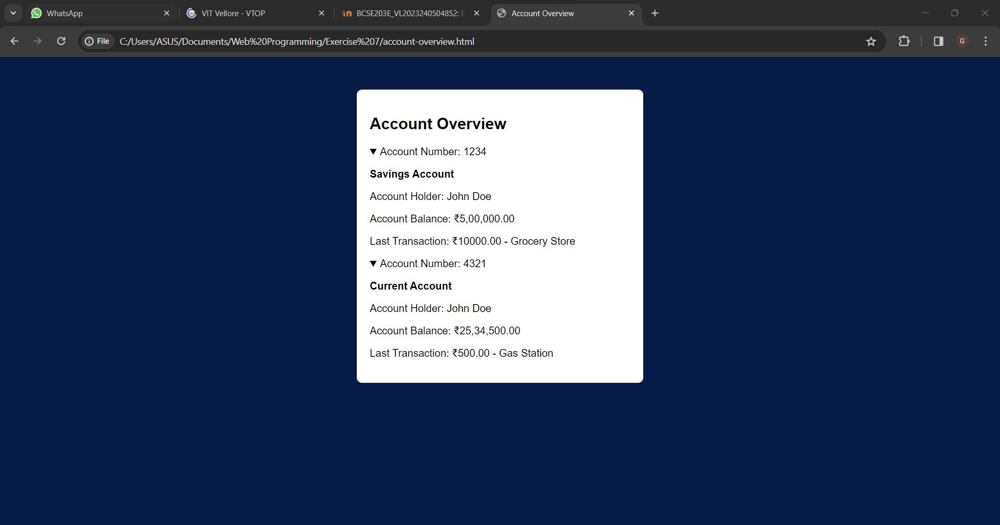 WhatsApp
VIT Vellore - VTOP
BCSE203E_VL2023240504852: E
Account Overview
File
C:/Users/ASUS/Documents/Web%20Programming/Exercise%207/account-overview.html
G
Account Overview
Account Number: 1234
Savings Account
Account Holder: John Doe
Account Balance: ₹5,00,000.00
Last Transaction: ₹10000.00 - Grocery Store
Account Number: 4321
Current Account
Account Holder: John Doe
Account Balance: ₹25,34,500.00
Last Transaction: ₹500.00 - Gas Station